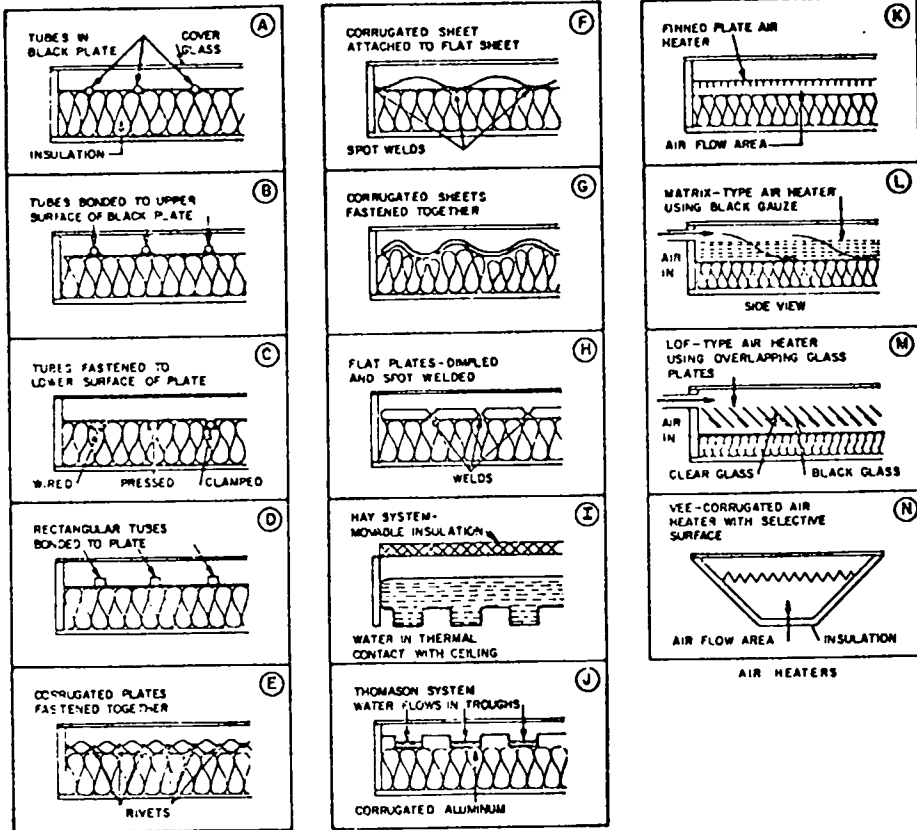 A
TUBES IN
BLACK PLATE
COVER
GLASS
INSULATION
B
TUBES BONDED TO UPPER
SURFACE OF BLACK PLATE
C
TUBES FASTENED TO
LOWER SURFACE OF PLATE
WIRED
PRESSED
CLAMPED
D
RECTANGULAR TUBES
BONDED TO PLATE
E
CORRUGATED PLATES
FASTENED TOGETHER
RIVETS
F
CORRUGATED SHEET
ATTACHED TO FLAT SHEET
SPOT WELDS
G
CORRUGATED SHEETS
FASTENED TOGETHER
H
FLAT PLATES-DIMPLED
AND SPOT WELDED
WELDS
I
HAY SYSTEM-
MOVABLE INSULATION
WATER IN THERMAL
CONTACT WITH CEILING
J
THOMASON SYSTEM
WATER FLOWS IN TROUGHS
CORRUGATED ALUMINUM
K
FINNED PLATE AIR
HEATER
AIR FLOW AREA
L
MATRIX-TYPE AIR HEATER
USING BLACK GAUZE
AIR
IN
SIDE VIEW
M
LOF-TYPE AIR HEATER
USING OVERLAPPING GLASS
PLATES
AIR
IN
CLEAR GLASS
BLACK GLASS
N
VEE-CORRUGATED AIR
HEATER WITH SELECTIVE
SURFACE
AIR FLOW AREA
INSULATION
AIR HEATERS